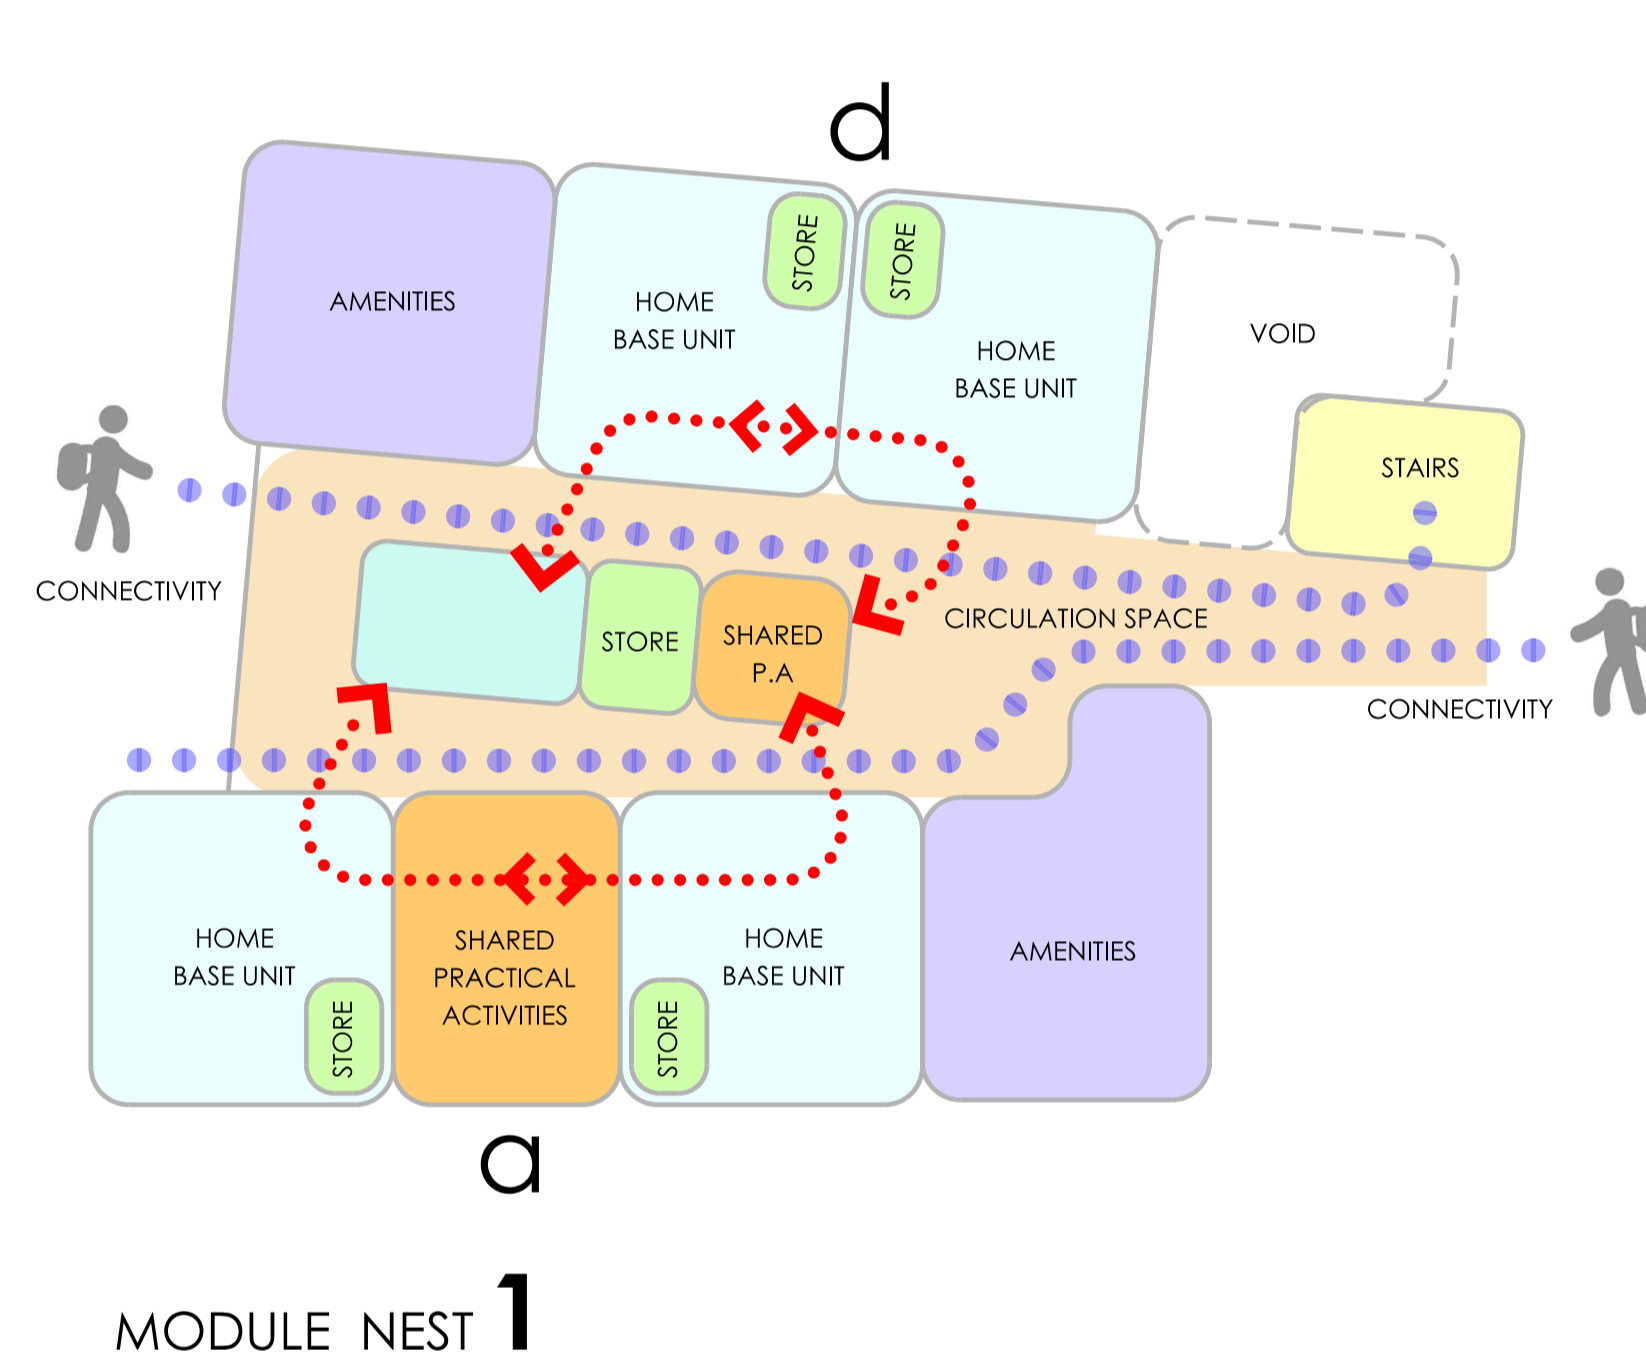 d
AMENITIES
HOME
BASE UNIT
STORE
STORE
HOME
BASE UNIT
VOID
STAIRS
CONNECTIVITY
STORE
SHARED
P.A
CIRCULATION SPACE
CONNECTIVITY
HOME
BASE UNIT
STORE
SHARED
PRACTICAL
ACTIVITIES
HOME
BASE UNIT
STORE
AMENITIES
a
MODULE NEST 1